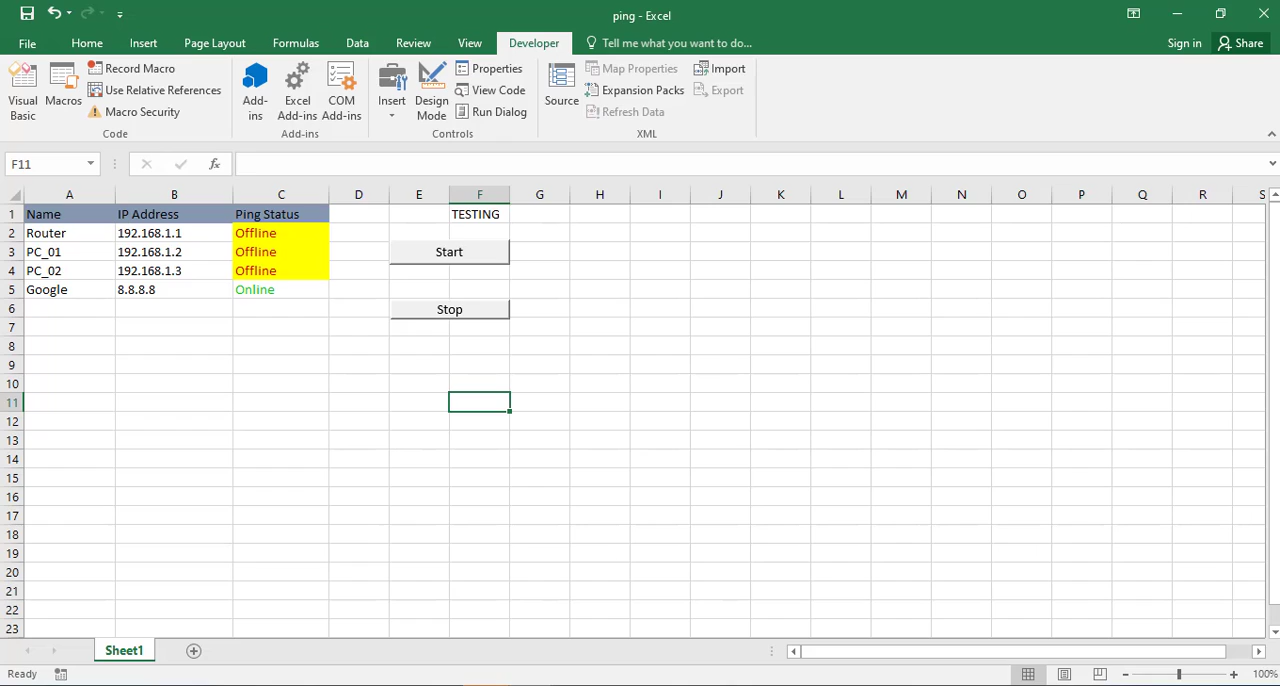 ping - Excel
File Home Insert Page Layout Formulas Data Review View Developer Tell me what you want to do... Sign in Share
Visual Basic
Macros
Record Macro
Use Relative References
Macro Security
Code
Add-ins
Excel Add-ins
COM Add-ins
Add-ins
Insert
Design Mode
Properties
View Code
Run Dialog
Controls
Source
Map Properties
Expansion Packs
Refresh Data
Import
Export
XML
F11 fx
A B C D E F G H I J K L M N O P Q R S
1 Name IP Address Ping Status TESTING
2 Router 192.168.1.1 Offline
3 PC_01 192.168.1.2 Offline Start
4 PC_02 192.168.1.3 Offline
5 Google 8.8.8.8 Online
6 Stop
7
8
9
10
11
12
13
14
15
16
17
18
19
20
21
22
23
Sheet1
Ready 100%